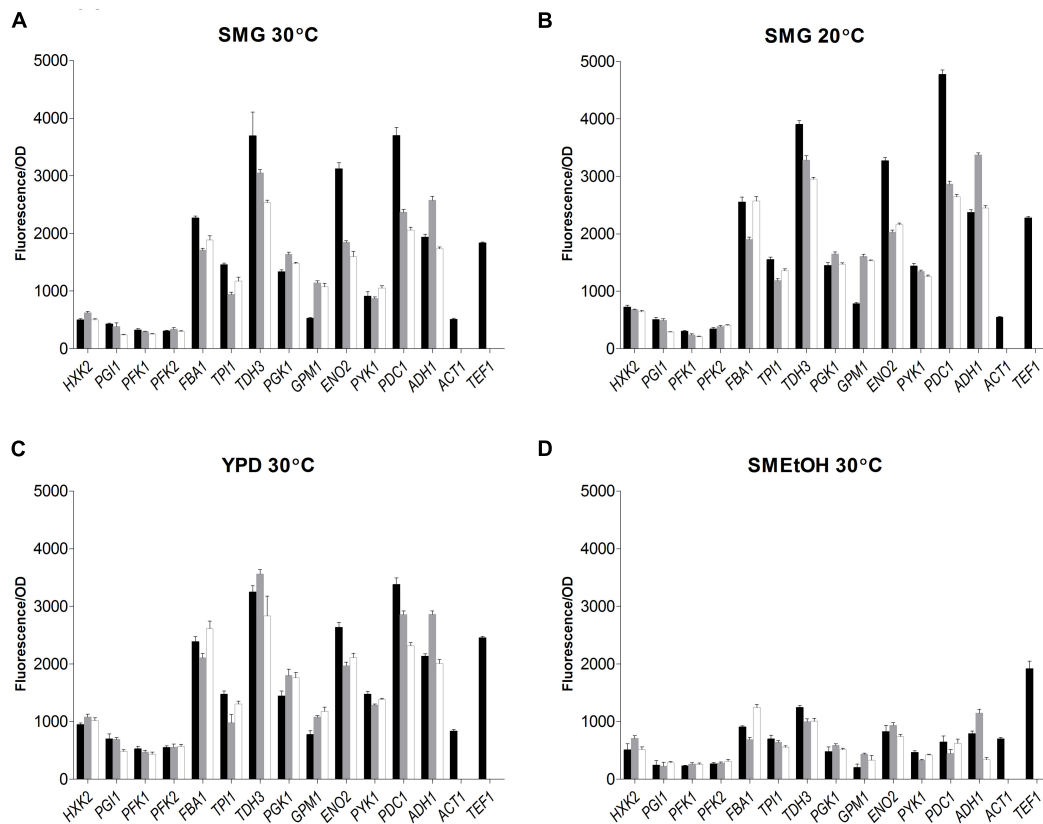 A
SMG 30°C
Fluorescence/OD
5000
4000
3000
2000
1000
0
HXK2 PGI1 PFK1 PFK2 FBA1 TPI1 TDH3 PGK1 GPM1 ENO2 PYK1 PDC1 ADH1 ACT1 TEF1
B
SMG 20°C
Fluorescence/OD
5000
4000
3000
2000
1000
0
HXK2 PGI1 PFK1 PFK2 FBA1 TPI1 TDH3 PGK1 GPM1 ENO2 PYK1 PDC1 ADH1 ACT1 TEF1
C
YPD 30°C
Fluorescence/OD
5000
4000
3000
2000
1000
0
HXK2 PGI1 PFK1 PFK2 FBA1 TPI1 TDH3 PGK1 GPM1 ENO2 PYK1 PDC1 ADH1 ACT1 TEF1
D
SMEtOH 30°C
Fluorescence/OD
5000
4000
3000
2000
1000
0
HXK2 PGI1 PFK1 PFK2 FBA1 TPI1 TDH3 PGK1 GPM1 ENO2 PYK1 PDC1 ADH1 ACT1 TEF1